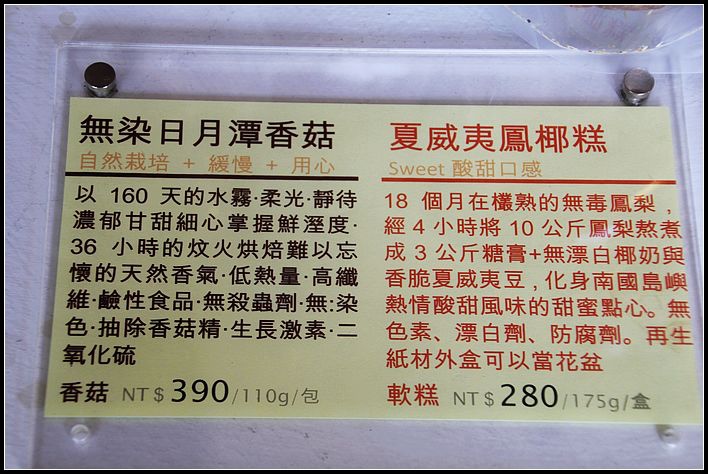 無染日月潭香菇
自然栽培 + 緩慢 + 用心
以 160 天的水霧·柔光·靜待
濃郁甘甜細心掌握鮮溼度·
36 小時的炆火烘焙難以忘
懷的天然香氣·低熱量·高纖
維·鹼性食品·無殺蟲劑·無:染
色·抽除香菇精·生長激素·二
氧化硫
香菇 NT$390/110g/包
夏威夷鳳椰糕
Sweet 酸甜口感
18 個月在欉熟的無毒鳳梨,
經4小時將10公斤鳳梨熬煮
成3公斤糖膏+無漂白椰奶與
香脆夏威夷豆,化身南國島嶼
熱情酸甜風味的甜蜜點心。無
色素、漂白劑、防腐劑。再生
紙材外盒可以當花盆
軟糕 NT$280/175g/盒